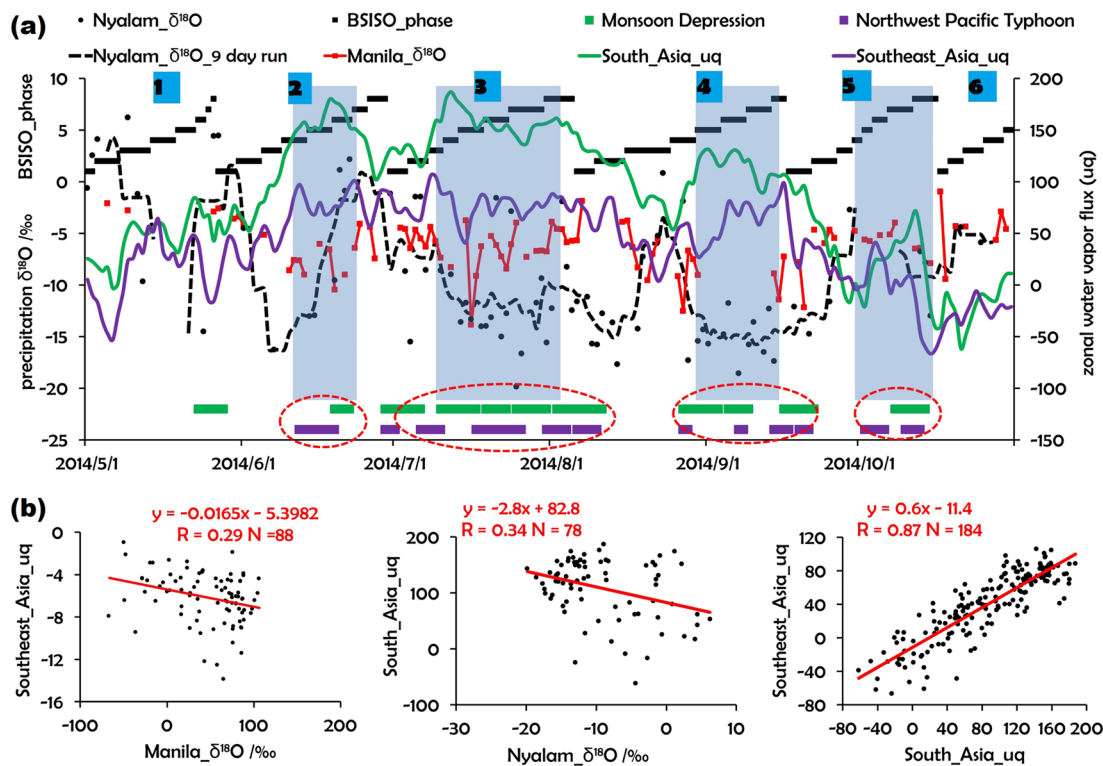 (a)
Nyalam_δ¹⁸O
BSISO_phase
Monsoon Depression
Northwest Pacific Typhoon
Nyalam_δ¹⁸O_9 day run
Manila_δ¹⁸O
South_Asia_uq
Southeast_Asia_uq
BSISO_phase
precipitation δ¹⁸O /‰
10
5
0
−5
−10
−15
−20
−25
1
2
3
4
5
6
200
150
100
50
0
−50
−100
−150
zonal water vapor flux (uq)
2014/5/1
2014/6/1
2014/7/1
2014/8/1
2014/9/1
2014/10/1
(b)
y = −0.0165x − 5.3982
R = 0.29 N =88
Southeast_Asia_uq
0
−4
−8
−12
−16
−100
0
100
200
Manila_δ¹⁸O /‰
y = −2.8x + 82.8
R = 0.34 N = 78
South_Asia_uq
200
100
0
−100
−30
−20
−10
0
10
Nyalam_δ¹⁸O /‰
y = 0.6x − 11.4
R = 0.87 N = 184
Southeast_Asia_uq
120
80
40
0
−40
−80
−80
−40
0
40
80
120
160
200
South_Asia_uq